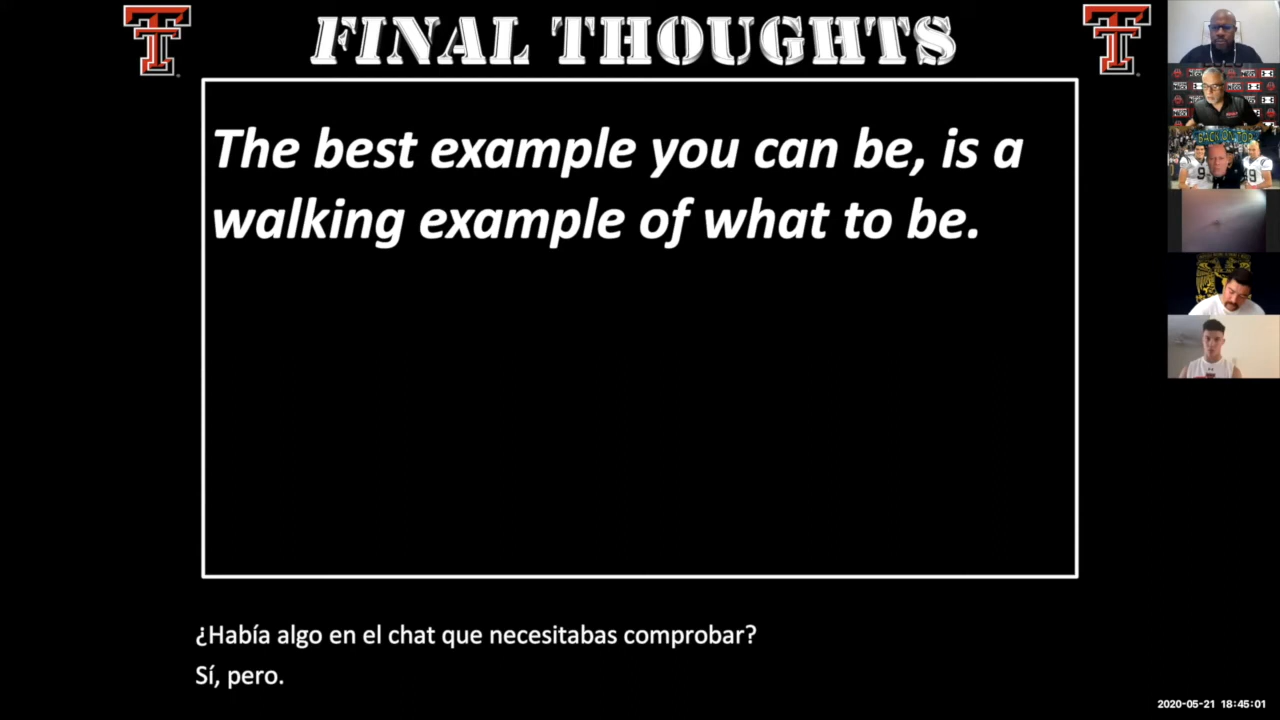 FINAL THOUGHTS
The best example you can be, is a
walking example of what to be.
¿Había algo en el chat que necesitabas comprobar?
Sí, pero.
2020-05-21 18:45:01